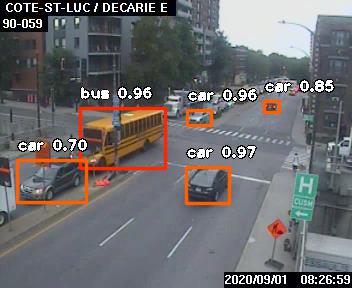 COTE-ST-LUC / DECARIE E
90-059
bus 0.96
car 0.96
car 0.85
car 0.70
car 0.97
H
CUSM
2020/09/01 08:26:59